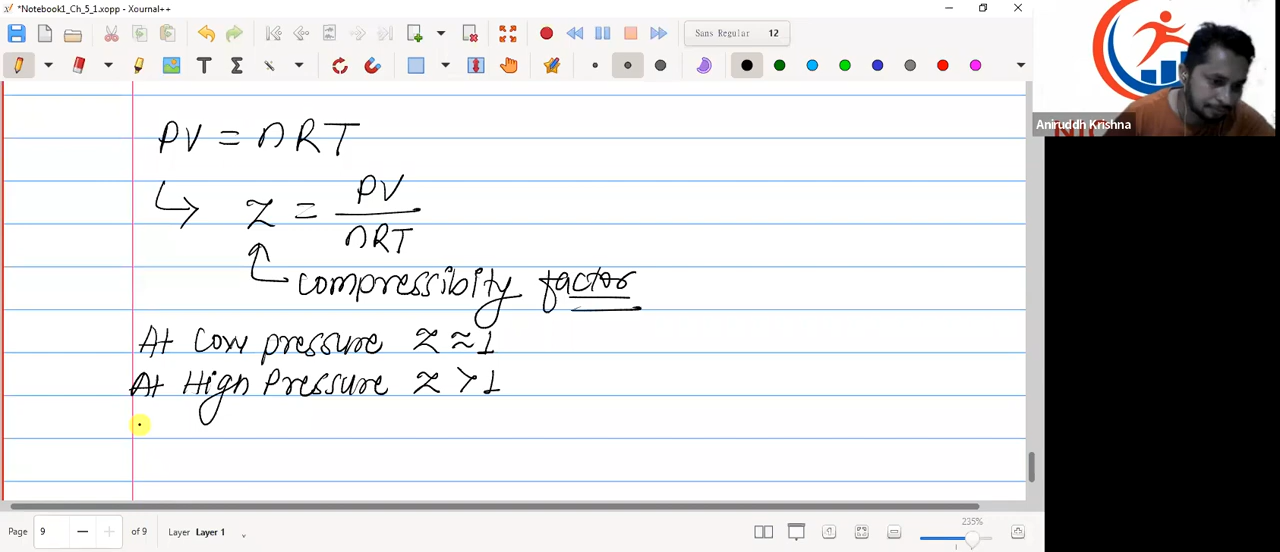 *Notebook1_Ch_5_1.xopp - Xournal++
Sans Regular 12
Aniruddh Krishna
PV = nRT
Z = PV / nRT
compressibity factor
At Low pressure Z ≈ 1
At High Pressure Z > 1
Page 9 of 9 Layer Layer 1 235%